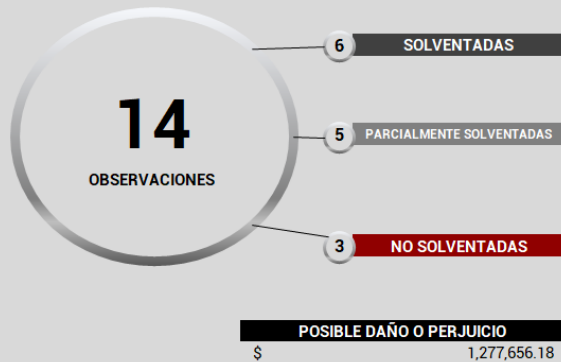 14
OBSERVACIONES
6 SOLVENTADAS
5 PARCIALMENTE SOLVENTADAS
3 NO SOLVENTADAS
POSIBLE DAÑO O PERJUICIO
$ 1,277,656.18